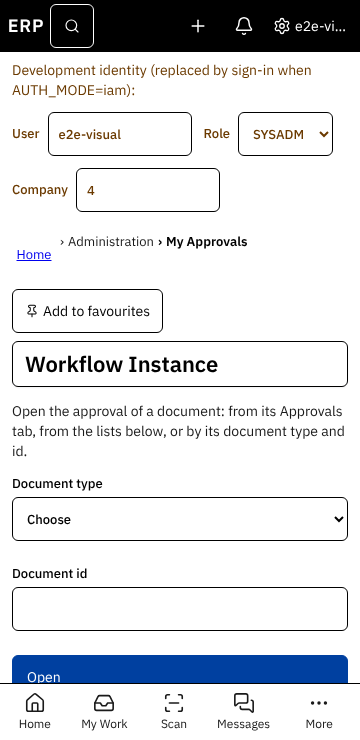 ERP
e2e-vi...
Development identity (replaced by sign-in when
AUTH_MODE=iam):
User
e2e-visual
Role
SYSADM
Company
4
Home
› Administration › My Approvals
Add to favourites
Workflow Instance
Open the approval of a document: from its Approvals
tab, from the lists below, or by its document type and
id.
Document type
Choose
Document id
Open
Home
My Work
Scan
Messages
More